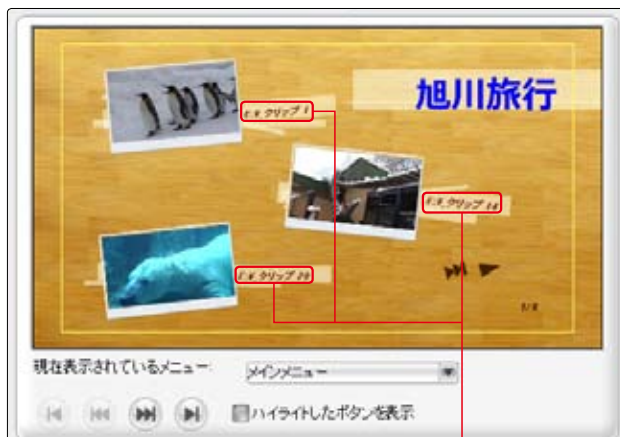 旭川旅行
クリップ 1
クリップ 14
クリップ 20
1/8
現在表示されているメニュー:
メインメニュー
ハイライトしたボタンを表示